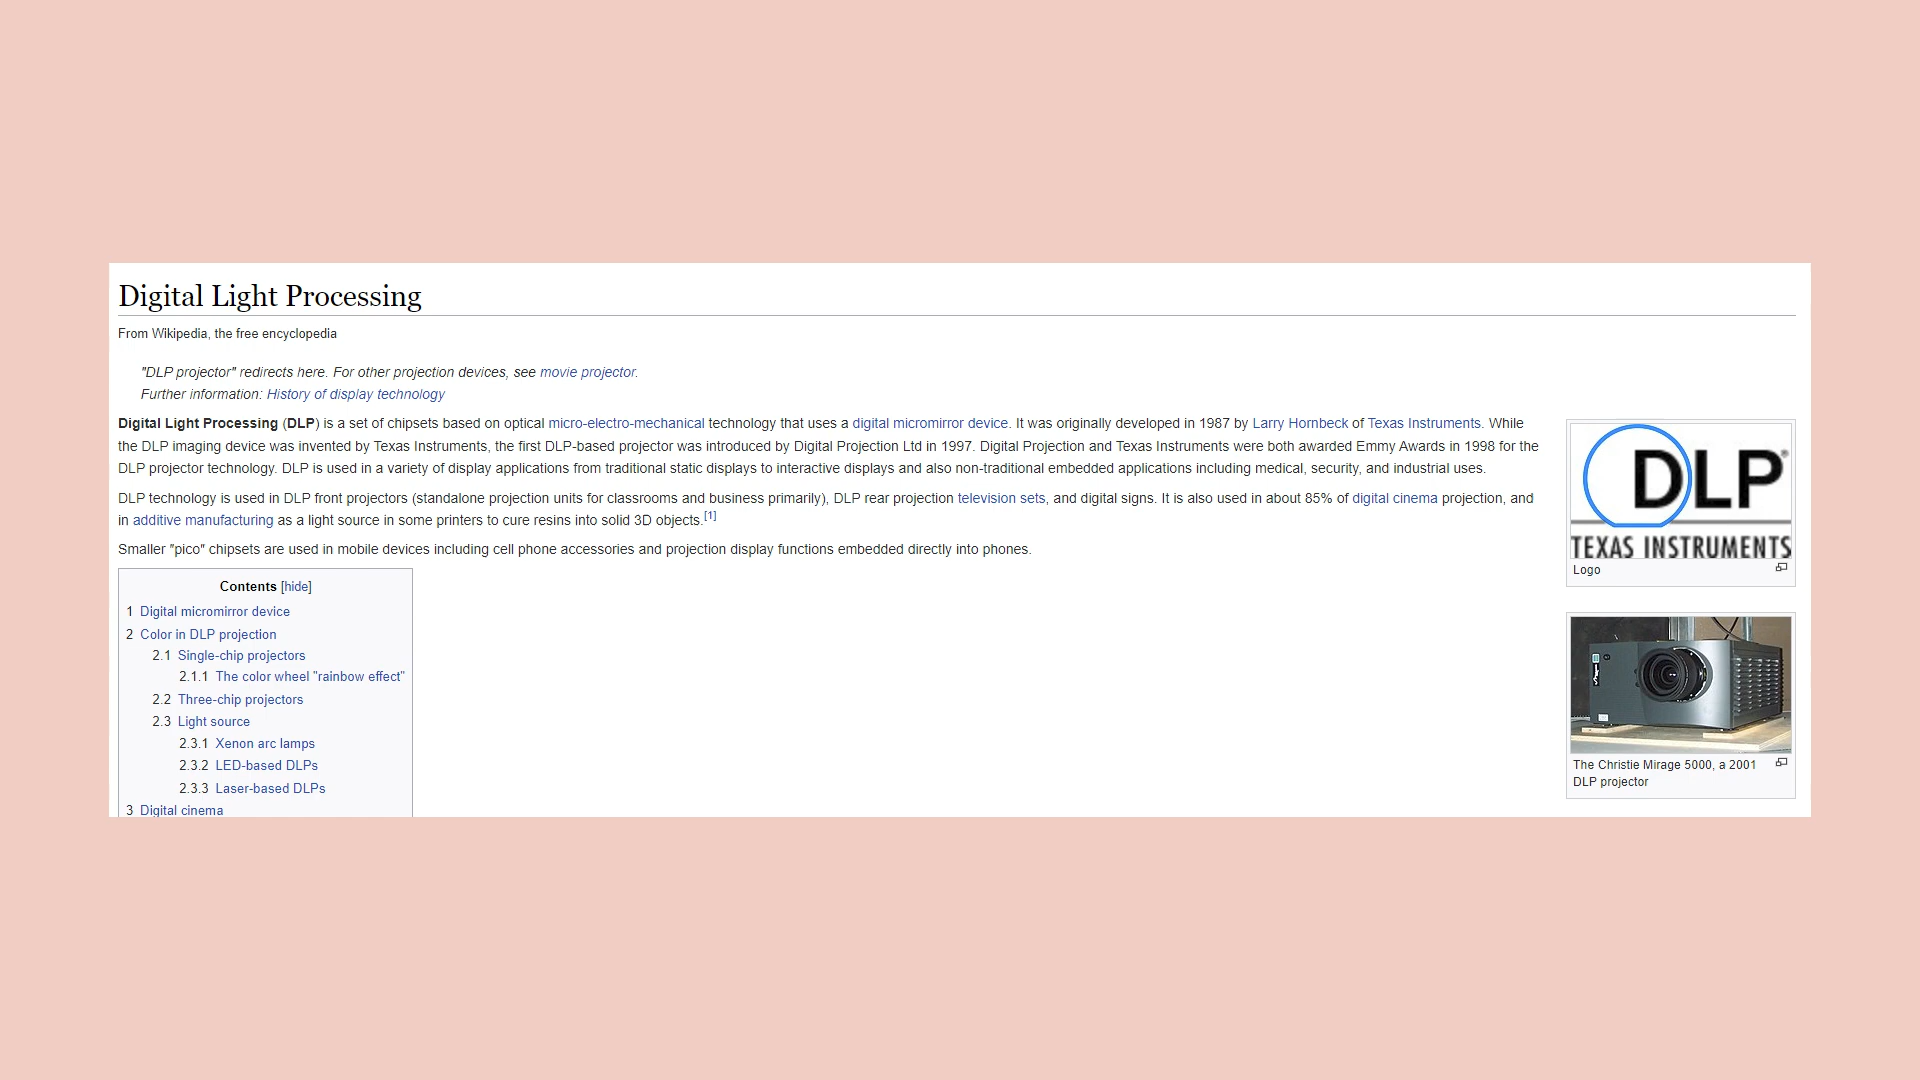 Digital Light Processing
From Wikipedia, the free encyclopedia
"DLP projector" redirects here. For other projection devices, see movie projector.
Further information: History of display technology
Digital Light Processing (DLP) is a set of chipsets based on optical micro-electro-mechanical technology that uses a digital micromirror device. It was originally developed in 1987 by Larry Hornbeck of Texas Instruments. While
the DLP imaging device was invented by Texas Instruments, the first DLP-based projector was introduced by Digital Projection Ltd in 1997. Digital Projection and Texas Instruments were both awarded Emmy Awards in 1998 for the
DLP projector technology. DLP is used in a variety of display applications from traditional static displays to interactive displays and also non-traditional embedded applications including medical, security, and industrial uses.
DLP technology is used in DLP front projectors (standalone projection units for classrooms and business primarily), DLP rear projection television sets, and digital signs. It is also used in about 85% of digital cinema projection, and
in additive manufacturing as a light source in some printers to cure resins into solid 3D objects.[1]
Smaller "pico" chipsets are used in mobile devices including cell phone accessories and projection display functions embedded directly into phones.
Contents [hide]
1 Digital micromirror device
2 Color in DLP projection
2.1 Single-chip projectors
2.1.1 The color wheel "rainbow effect"
2.2 Three-chip projectors
2.3 Light source
2.3.1 Xenon arc lamps
2.3.2 LED-based DLPs
2.3.3 Laser-based DLPs
3 Digital cinema
DLP®
TEXAS INSTRUMENTS
Logo
The Christie Mirage 5000, a 2001
DLP projector